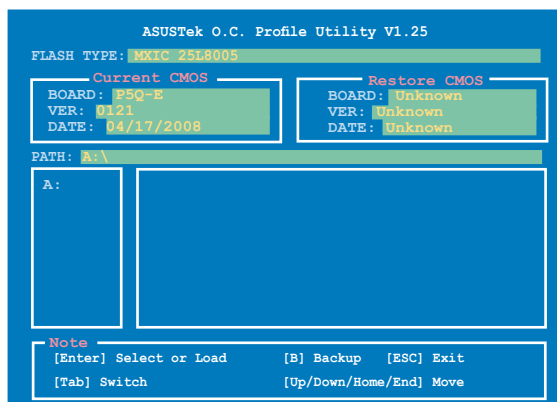 ASUSTek O.C. Profile Utility V1.25
FLASH TYPE: MXIC 25L8005
Current CMOS
BOARD: P5Q-E
VER: 0121
DATE: 04/17/2008
Restore CMOS
BOARD: Unknown
VER: Unknown
DATE: Unknown
PATH: A:\
A:
Note
[Enter] Select or Load [B] Backup [ESC] Exit
[Tab] Switch [Up/Down/Home/End] Move